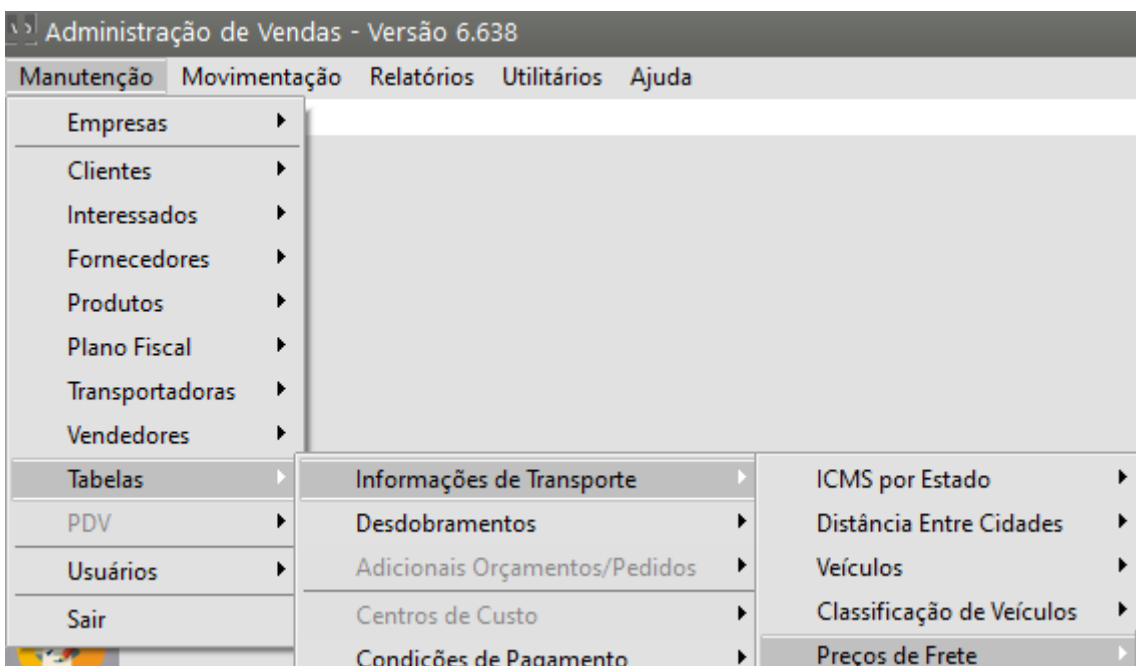 Administração de Vendas - Versão 6.638
Manutenção Movimentação Relatórios Utilitários Ajuda
Empresas
Clientes
Interessados
Fornecedores
Produtos
Plano Fiscal
Transportadoras
Vendedores
Tabelas
PDV
Usuários
Sair
Informações de Transporte
Desdobramentos
Adicionais Orçamentos/Pedidos
Centros de Custo
Condições de Pagamento
ICMS por Estado
Distância Entre Cidades
Veículos
Classificação de Veículos
Preços de Frete